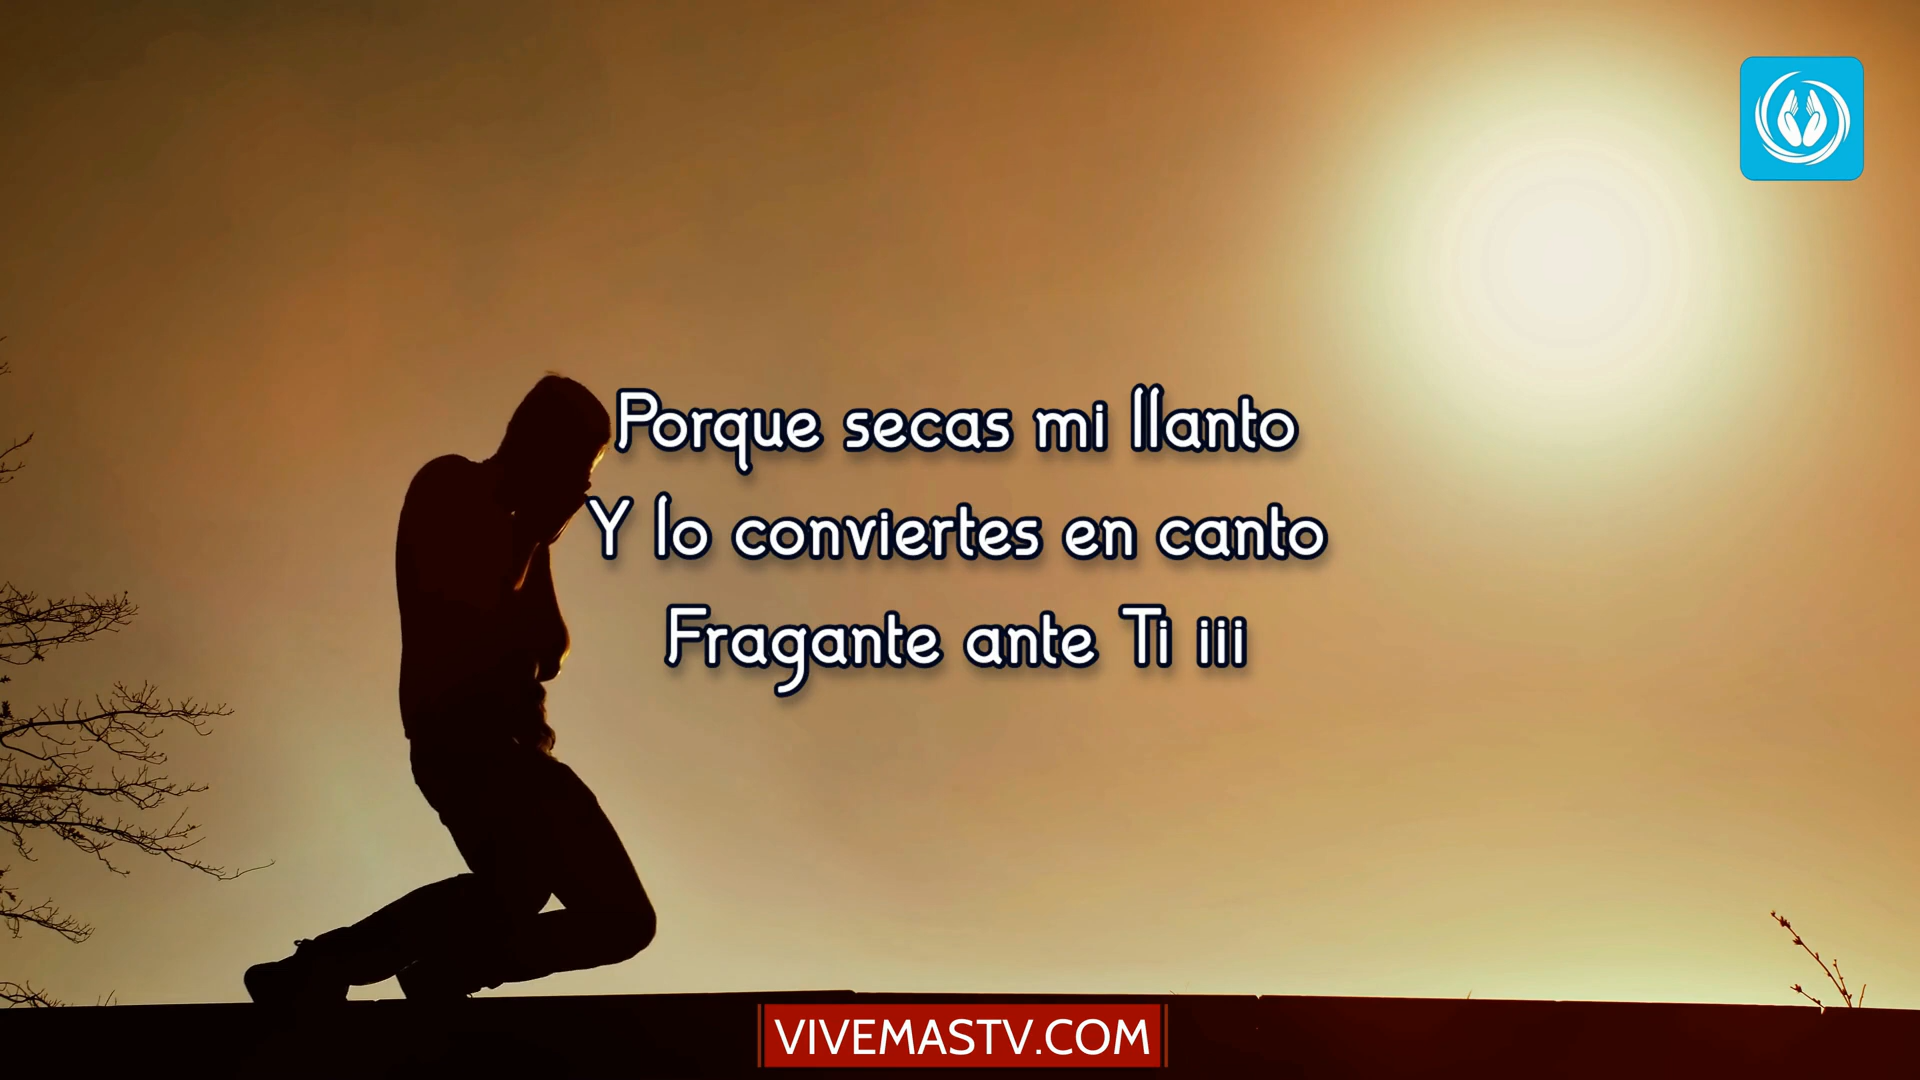 Porque secas mi llanto
Y lo conviertes en canto
Fragante ante Ti iii
VIVEMASTV.COM